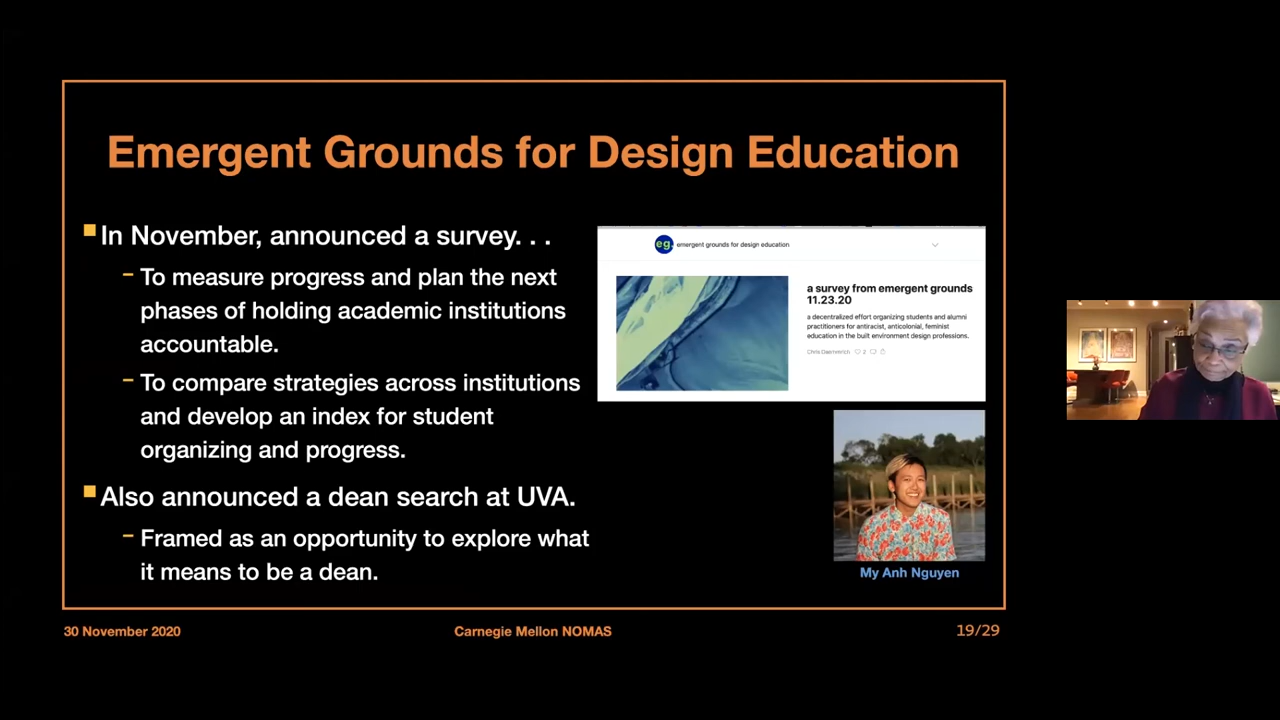 Emergent Grounds for Design Education
In November, announced a survey. . .
– To measure progress and plan the next
phases of holding academic institutions
accountable.
– To compare strategies across institutions
and develop an index for student
organizing and progress.
Also announced a dean search at UVA.
– Framed as an opportunity to explore what
it means to be a dean.
eg. emergent grounds for design education
a survey from emergent grounds
11.23.20
a decentralized effort organizing students and alumni
practitioners for antiracist, anticolonial, feminist
education in the built environment design professions.
Chris Daemmrich 2
My Anh Nguyen
30 November 2020
Carnegie Mellon NOMAS
19/29